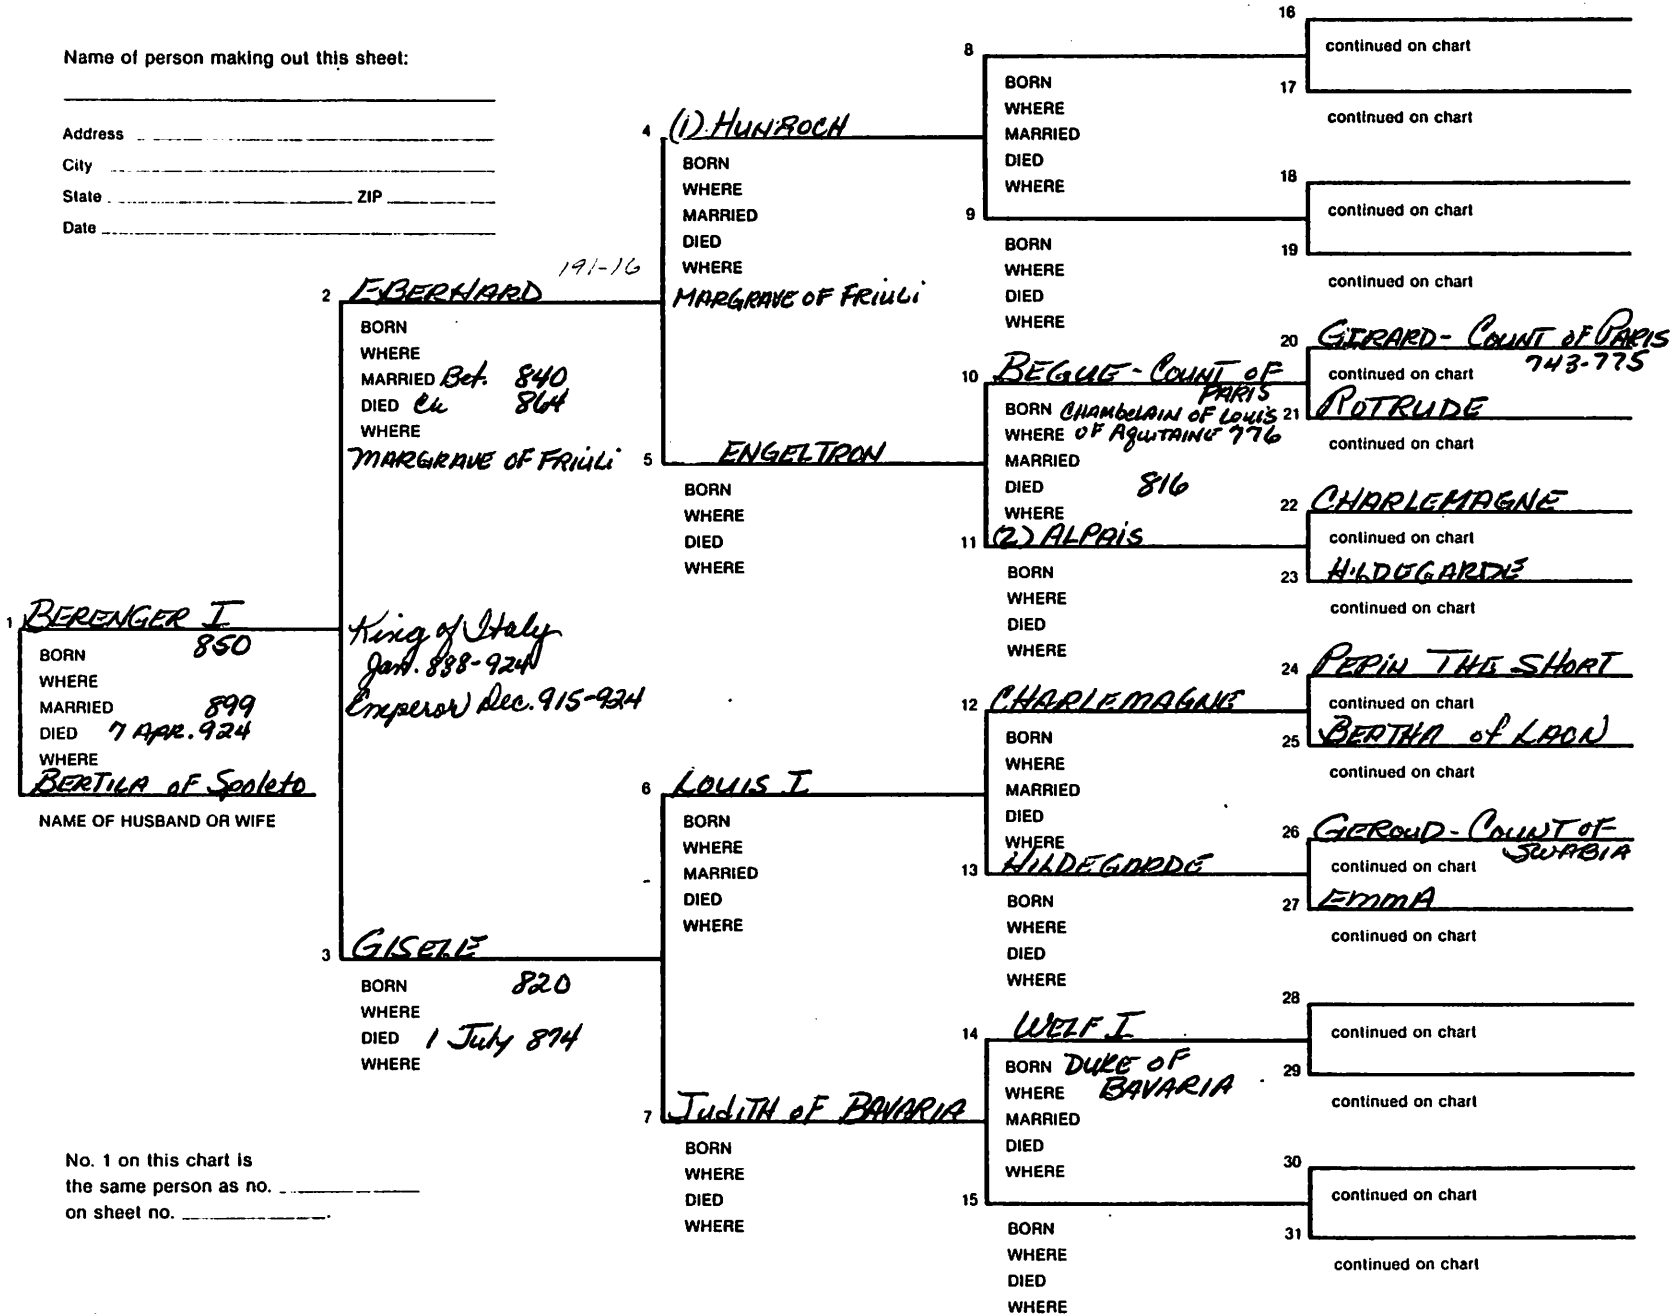 Name of person making out this sheet:
Address
City
State ZIP
Date
1 BERENGER I
BORN 850
WHERE
MARRIED 899
DIED 7 APR. 924
WHERE
BERTILA OF Spoleto
NAME OF HUSBAND OR WIFE
King of Italy
Jan. 888-924
Emperor Dec. 915-924
No. 1 on this chart is
the same person as no.
on sheet no.
191-16
2 EBERHARD
BORN
WHERE
MARRIED Bet. 840
DIED 864
WHERE
MARGRAVE OF FRIULI
3 GISELE
BORN 820
WHERE
DIED 1 July 874
WHERE
4 (1) HUNROCH
BORN
WHERE
MARRIED
DIED
WHERE
MARGRAVE OF FRIULI
5 ENGELTRON
BORN
WHERE
DIED
WHERE
6 LOUIS I
BORN
WHERE
MARRIED
DIED
WHERE
7 JUDITH OF BAVARIA
BORN
WHERE
DIED
WHERE
8
BORN
WHERE
MARRIED
DIED
WHERE
9
BORN
WHERE
DIED
WHERE
10 BEGUE - COUNT OF
PARIS
BORN CHAMBELAIN OF LOUIS
WHERE OF AQUITAINE 776
MARRIED
DIED 816
WHERE
11 (2) ALPAIS
BORN
WHERE
DIED
WHERE
12 CHARLEMAGNE
BORN
WHERE
MARRIED
DIED
WHERE
13 HILDEGARDE
BORN
WHERE
DIED
WHERE
14 WELF I
BORN DUKE OF
WHERE BAVARIA
MARRIED
DIED
WHERE
15
BORN
WHERE
DIED
WHERE
16
continued on chart
17
continued on chart
18
continued on chart
19
continued on chart
20 GERARD - COUNT OF PARIS
continued on chart 743-775
21 ROTRUDE
continued on chart
22 CHARLEMAGNE
continued on chart
23 HILDEGARDE
continued on chart
24 PEPIN THE SHORT
continued on chart
25 BERTHA of LAON
continued on chart
26 GEROUD - COUNT OF
SWABIA
continued on chart
27 EMMA
continued on chart
28
continued on chart
29
continued on chart
30
continued on chart
31
continued on chart